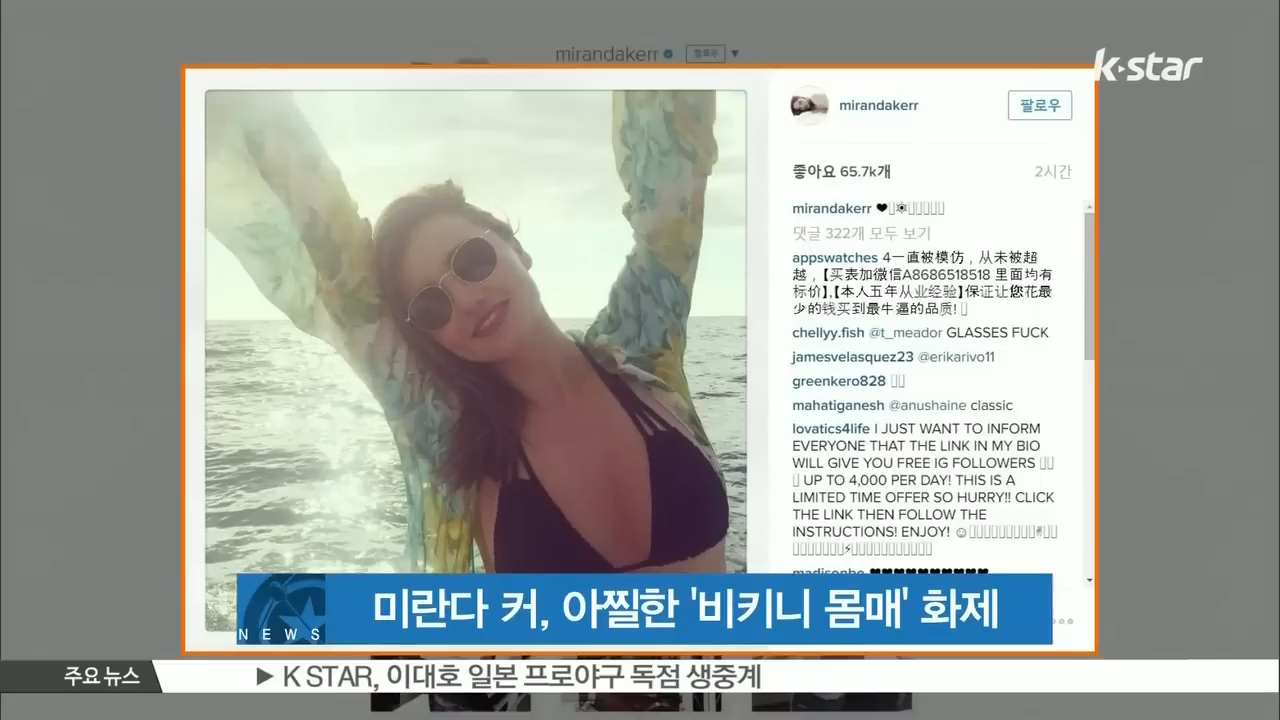 mirandakerr 팔로우
k·star
mirandakerr 팔로우
좋아요 65.7k개 2시간
mirandakerr ❤
댓글 322개 모두 보기
appswatches 4一直被模仿，从未被超
越，【买表加微信A8686518518 里面均有
标价】,【本人五年从业经验】保证让您花最
少的钱买到最牛逼的品质!
chellyy.fish @t_meador GLASSES FUCK
jamesvelasquez23 @erikarivo11
greenkero828
mahatiganesh @anushaine classic
lovatics4life I JUST WANT TO INFORM
EVERYONE THAT THE LINK IN MY BIO
WILL GIVE YOU FREE IG FOLLOWERS
UP TO 4,000 PER DAY! THIS IS A
LIMITED TIME OFFER SO HURRY!! CLICK
THE LINK THEN FOLLOW THE
INSTRUCTIONS! ENJOY! ☺
미란다 커, 아찔한 '비키니 몸매' 화제
NEWS
주요 뉴스 ▶ K STAR, 이대호 일본 프로야구 독점 생중계